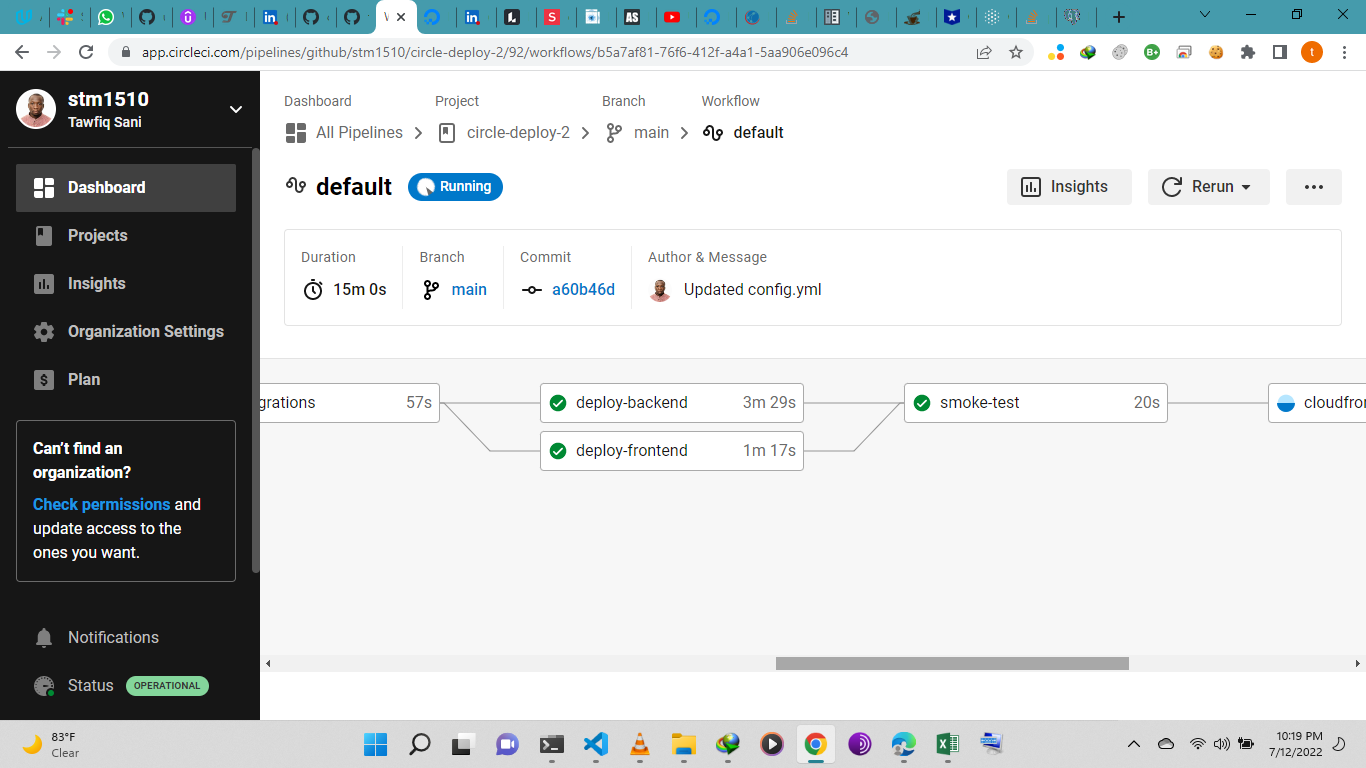 app.circleci.com/pipelines/github/stm1510/circle-deploy-2/92/workflows/b5a7af81-76f6-412f-a4a1-5aa906e096c4
stm1510
Tawfiq Sani
Dashboard
Projects
Insights
Organization Settings
Plan
Can't find an
organization?
Check permissions and
update access to the
ones you want.
Notifications
Status OPERATIONAL
Dashboard Project Branch Workflow
All Pipelines circle-deploy-2 main default
default Running Insights Rerun
Duration Branch Commit Author & Message
15m 0s main a60b46d Updated config.yml
grations 57s deploy-backend 3m 29s smoke-test 20s cloudfron
deploy-frontend 1m 17s
83°F
Clear
10:19 PM
7/12/2022